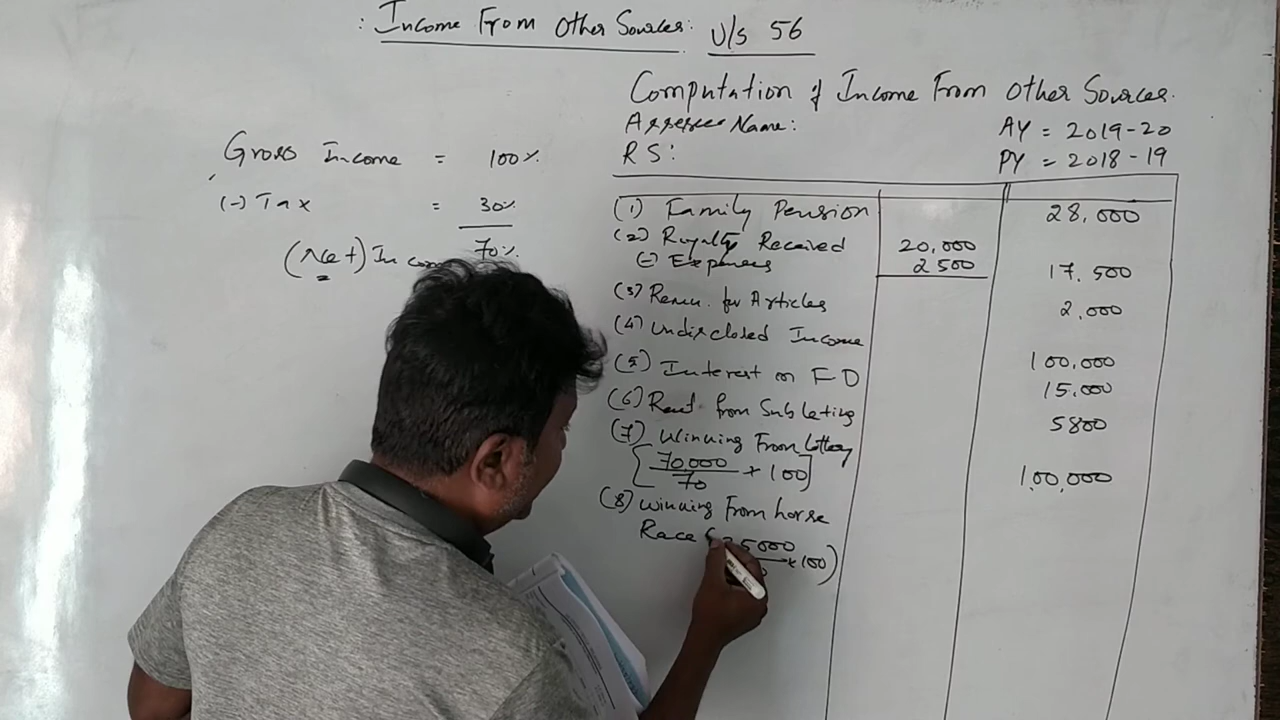 : Income From Other Sources: U/s 56
Computation of Income From Other Sources.
Assessee Name:
AY = 2019-20
RS:
PY = 2018-19
Gross Income = 100%
(-) Tax = 30%
(Net) Income 70%
(1) Family Pension 28,000
(2) Royalty Received 20,000
(-) Expenses 2500 17,500
(3) Remu. for Articles 2,000
(4) Undisclosed Income 100,000
(5) Interest on FD 15,000
(6) Rent from Subleting 5800
(7) Winning From Lottery
[70,000/70 × 100] 1,00,000
(8) Winning From horse
Race ( 5000
× 100)